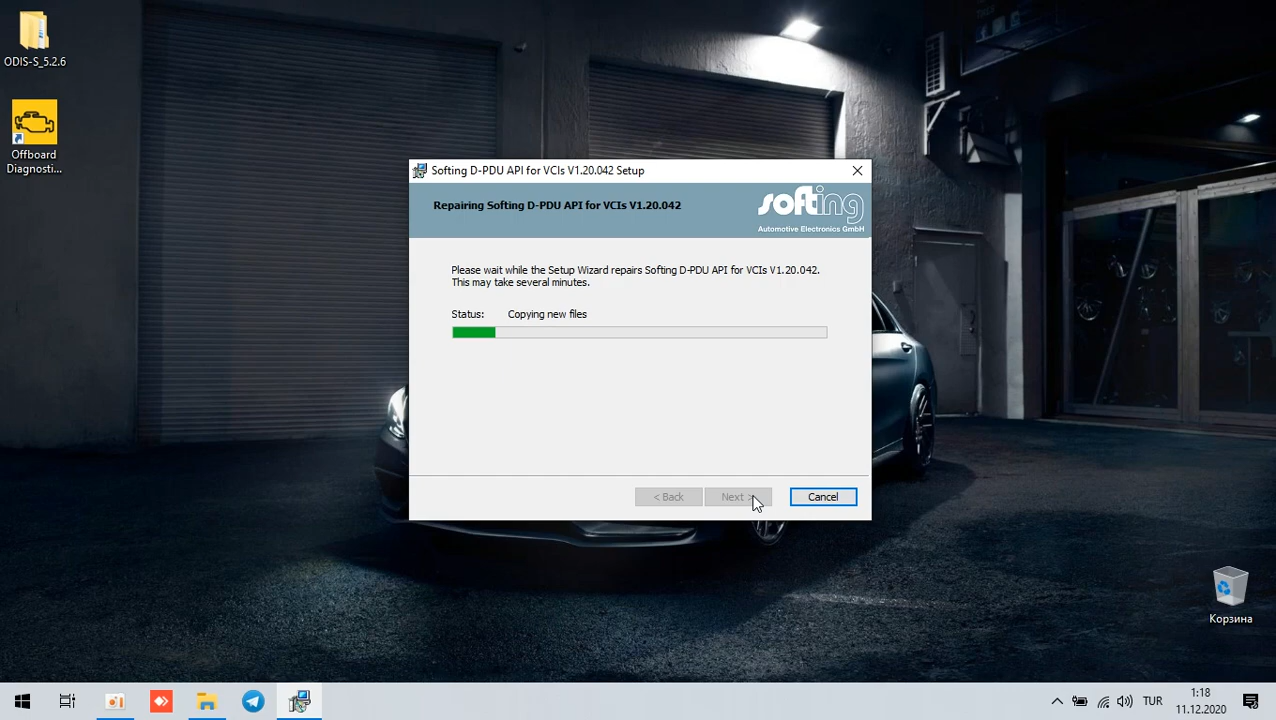 ODIS-S_5.2.6
Offboard
Diagnosti...
Softing D-PDU API for VCIs V1.20.042 Setup
Repairing Softing D-PDU API for VCIs V1.20.042
softing
Automotive Electronics GmbH
Please wait while the Setup Wizard repairs Softing D-PDU API for VCIs V1.20.042.
This may take several minutes.
Status: Copying new files
< Back Next > Cancel
Корзина
TUR
1:18
11.12.2020